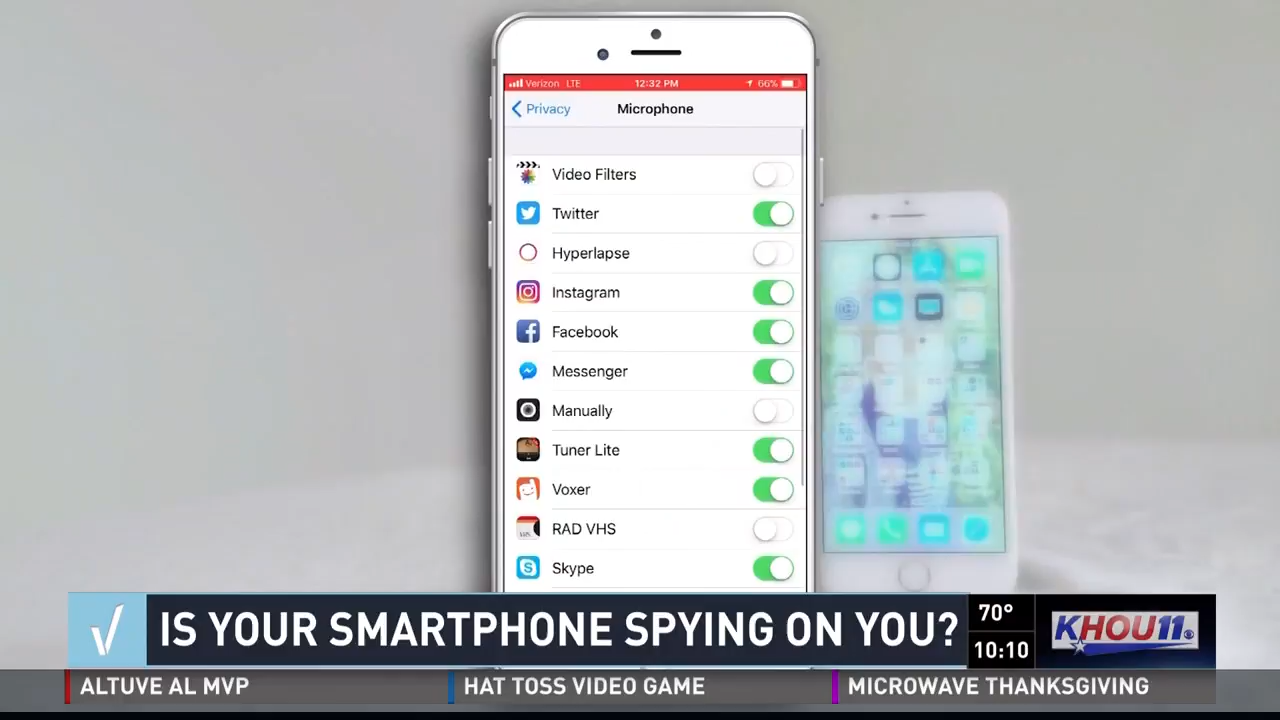 Verizon LTE 12:32 PM 66%
Privacy Microphone
Video Filters
Twitter
Hyperlapse
Instagram
Facebook
Messenger
Manually
Tuner Lite
Voxer
RAD VHS
Skype
IS YOUR SMARTPHONE SPYING ON YOU?
70°
10:10
KHOU11
ALTUVE AL MVP
HAT TOSS VIDEO GAME
MICROWAVE THANKSGIVING